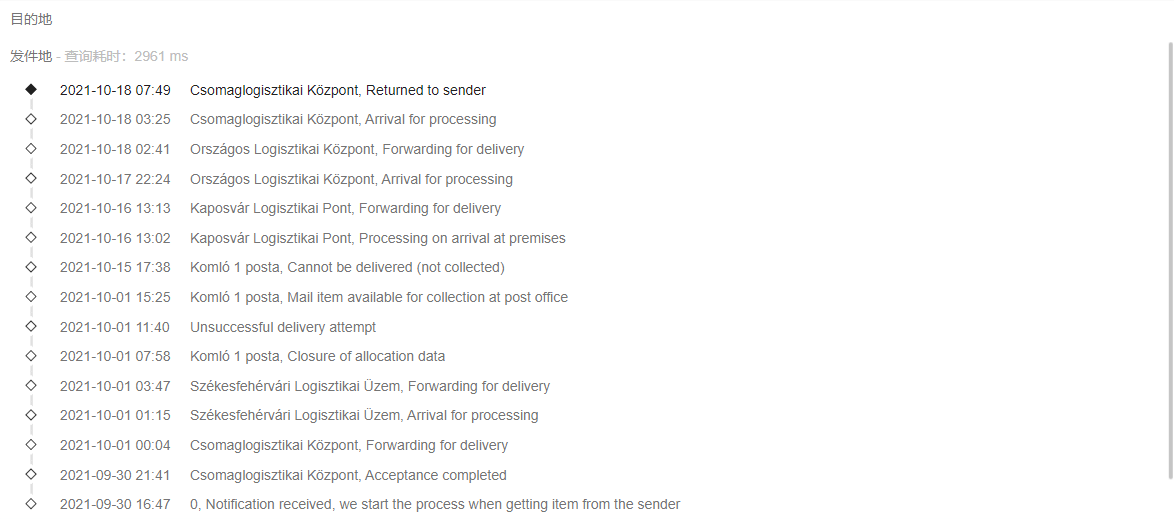 目的地
发件地 - 查询耗时：2961 ms
2021-10-18 07:49 Csomaglogisztikai Központ, Returned to sender
2021-10-18 03:25 Csomaglogisztikai Központ, Arrival for processing
2021-10-18 02:41 Országos Logisztikai Központ, Forwarding for delivery
2021-10-17 22:24 Országos Logisztikai Központ, Arrival for processing
2021-10-16 13:13 Kaposvár Logisztikai Pont, Forwarding for delivery
2021-10-16 13:02 Kaposvár Logisztikai Pont, Processing on arrival at premises
2021-10-15 17:38 Komló 1 posta, Cannot be delivered (not collected)
2021-10-01 15:25 Komló 1 posta, Mail item available for collection at post office
2021-10-01 11:40 Unsuccessful delivery attempt
2021-10-01 07:58 Komló 1 posta, Closure of allocation data
2021-10-01 03:47 Székesfehérvári Logisztikai Üzem, Forwarding for delivery
2021-10-01 01:15 Székesfehérvári Logisztikai Üzem, Arrival for processing
2021-10-01 00:04 Csomaglogisztikai Központ, Forwarding for delivery
2021-09-30 21:41 Csomaglogisztikai Központ, Acceptance completed
2021-09-30 16:47 0, Notification received, we start the process when getting item from the sender